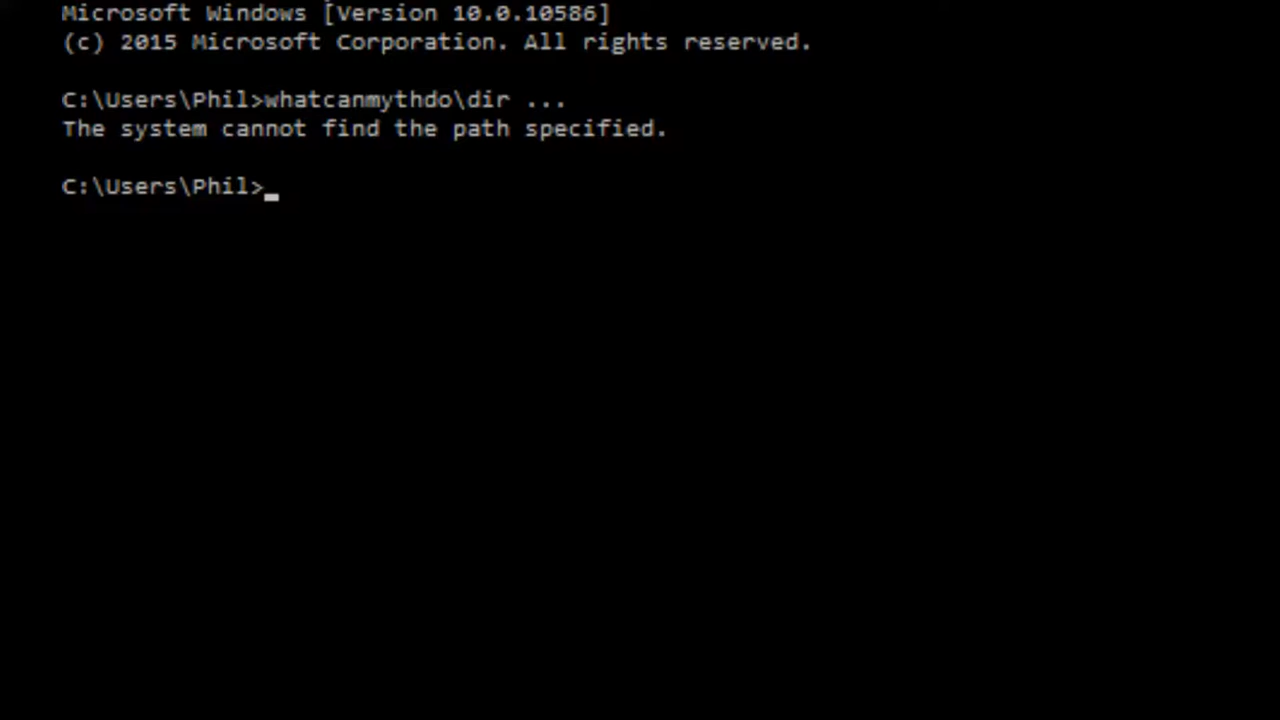 Microsoft Windows [Version 10.0.10586]
(c) 2015 Microsoft Corporation. All rights reserved.
C:\Users\Phil>whatcanmythdo\dir ...
The system cannot find the path specified.
C:\Users\Phil>_